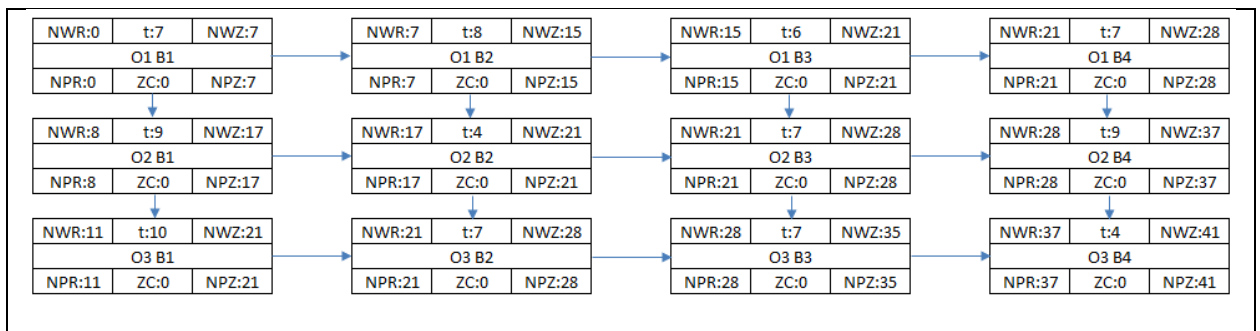 NWR:0 t:7 NWZ:7 NWR:7 t:8 NWZ:15 NWR:15 t:6 NWZ:21 NWR:21 t:7 NWZ:28
O1 B1 O1 B2 O1 B3 O1 B4
NPR:0 ZC:0 NPZ:7 NPR:7 ZC:0 NPZ:15 NPR:15 ZC:0 NPZ:21 NPR:21 ZC:0 NPZ:28
NWR:8 t:9 NWZ:17 NWR:17 t:4 NWZ:21 NWR:21 t:7 NWZ:28 NWR:28 t:9 NWZ:37
O2 B1 O2 B2 O2 B3 O2 B4
NPR:8 ZC:0 NPZ:17 NPR:17 ZC:0 NPZ:21 NPR:21 ZC:0 NPZ:28 NPR:28 ZC:0 NPZ:37
NWR:11 t:10 NWZ:21 NWR:21 t:7 NWZ:28 NWR:28 t:7 NWZ:35 NWR:37 t:4 NWZ:41
O3 B1 O3 B2 O3 B3 O3 B4
NPR:11 ZC:0 NPZ:21 NPR:21 ZC:0 NPZ:28 NPR:28 ZC:0 NPZ:35 NPR:37 ZC:0 NPZ:41